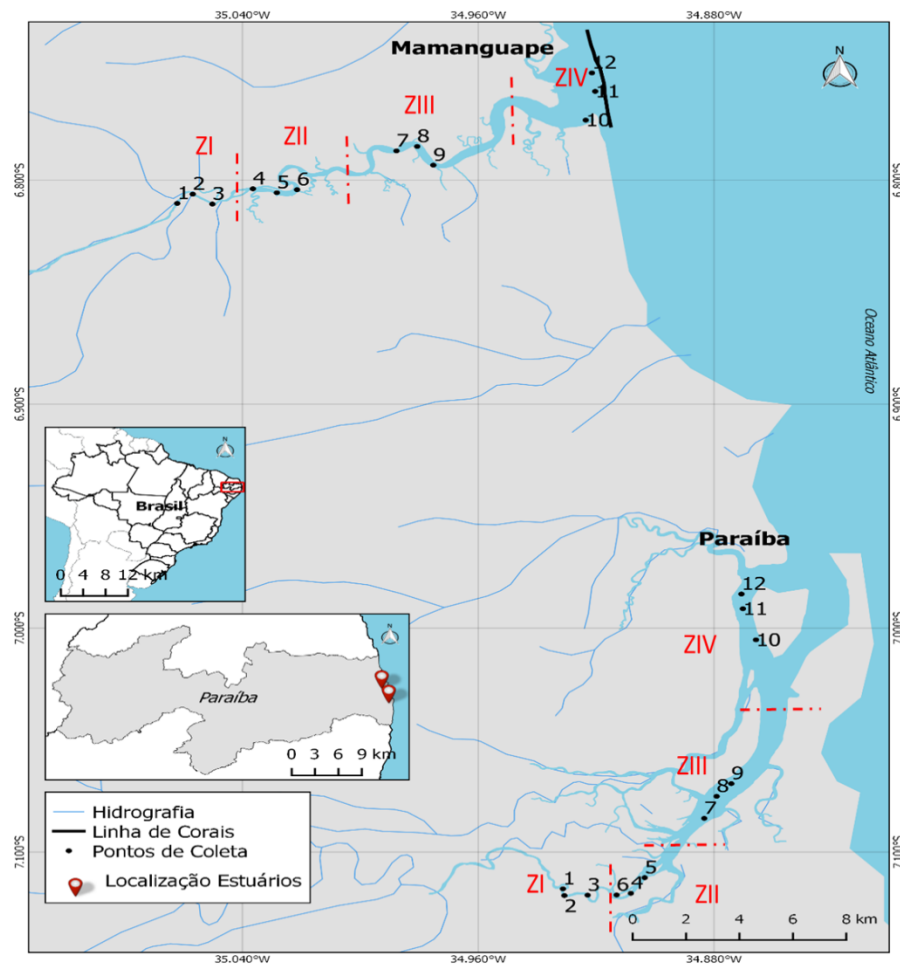 35.040°W 34.960°W 34.880°W
Mamanguape
N
ZIV
12
11
10
ZIII
7 8
9
ZII
4 5 6
ZI
1 2 3
6.800°S 6.800°S
Oceano Atlântico
6.900°S 6.900°S
N
Brasil
0 4 8 12 km
Paraíba
12
11
10
7.000°S 7.000°S
ZIV
N
Paraíba
0 3 6 9 km
ZIII
9
8
7
Hidrografia
Linha de Corais
Pontos de Coleta
Localização Estuários
7.100°S 7.100°S
ZI
1
2
3
6 4 5
ZII
0 2 4 6 8 km
35.040°W 34.960°W 34.880°W